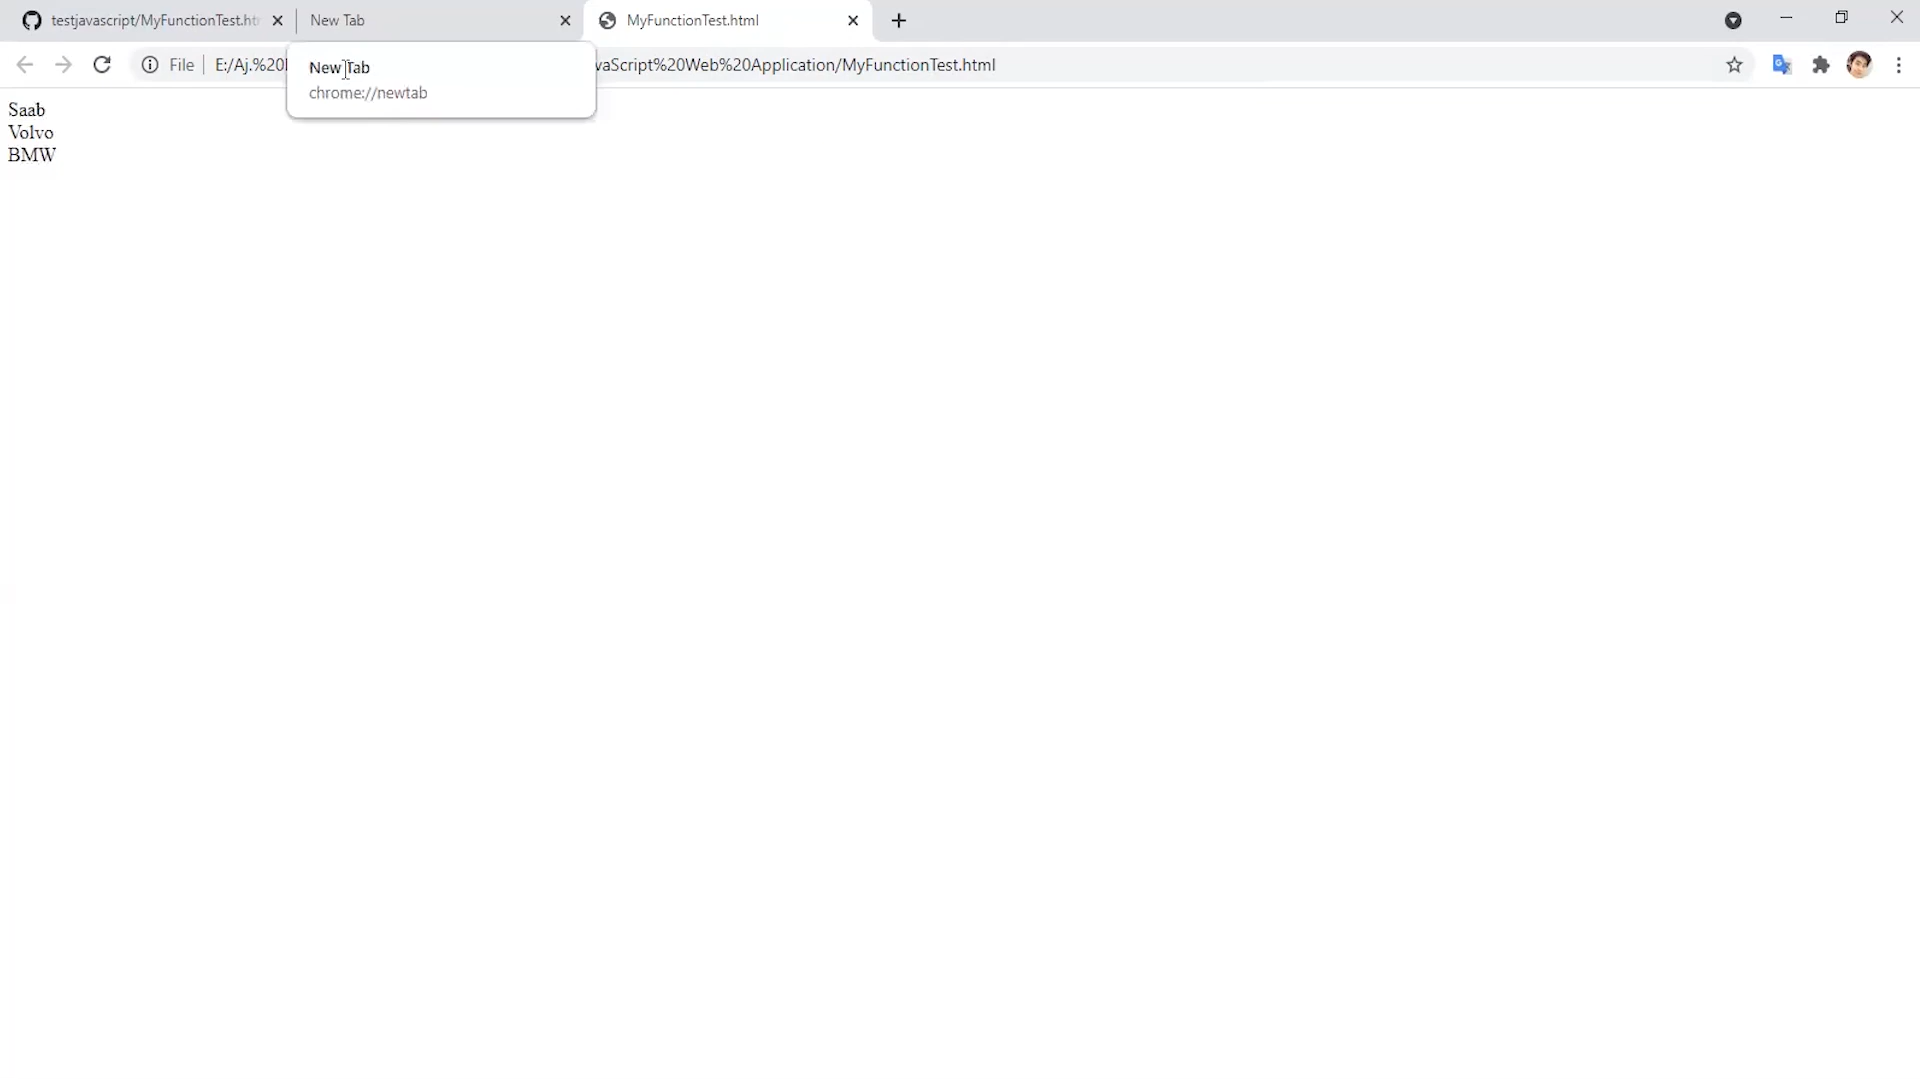 testjavascript/MyFunctionTest.ht
New Tab
MyFunctionTest.html
File
E:/Aj.%20
vaScript%20Web%20Application/MyFunctionTest.html
New Tab
chrome://newtab
Saab
Volvo
BMW